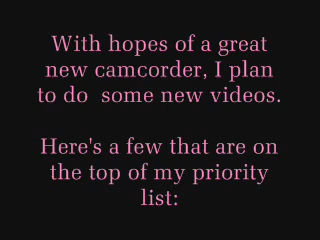 With hopes of a great
new camcorder, I plan
to do  some new videos.
Here's a few that are on
the top of my priority
list: